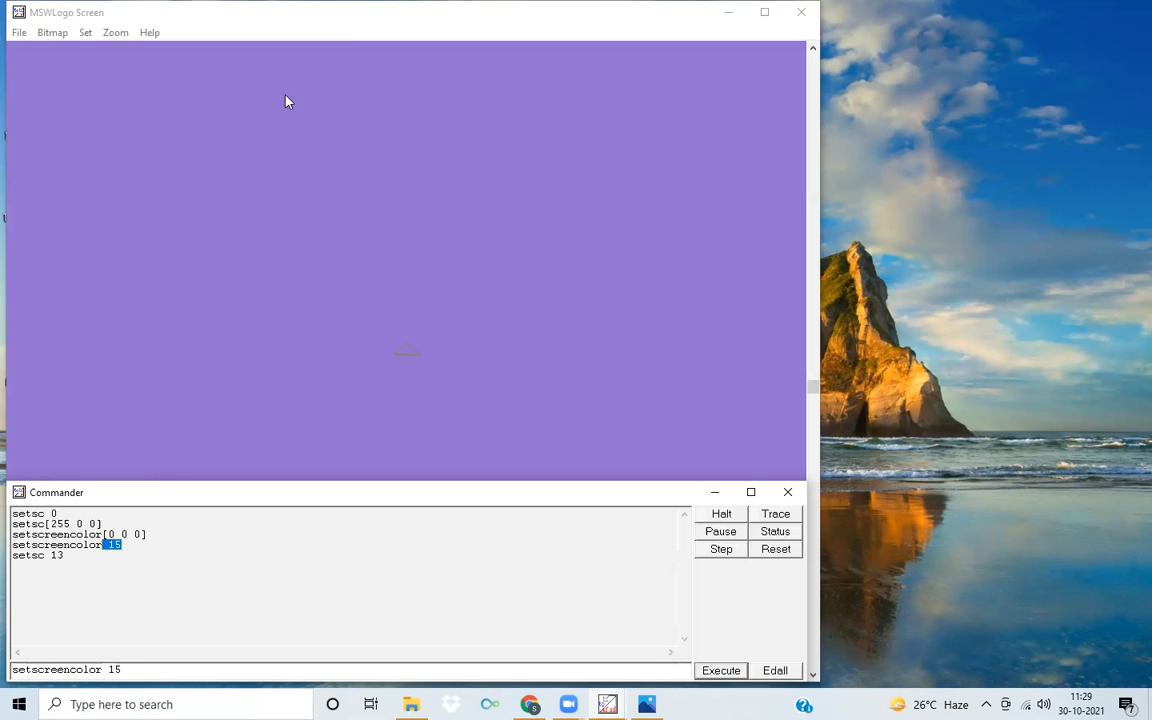 MSWLogo Screen
File Bitmap Set Zoom Help
Commander
setsc 0
setsc[255 0 0]
setscreencolor[0 0 0]
setscreencolor 15
setsc 13
Halt Trace
Pause Status
Step Reset
setscreencolor 15
Execute Edall
Type here to search
26°C Haze
11:29
30-10-2021
7